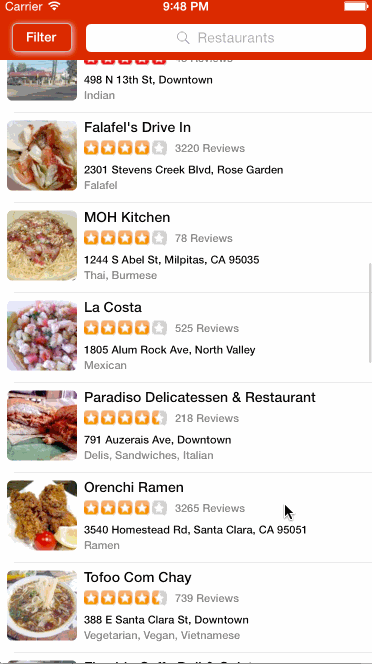 Carrier 9:48 PM
Filter
Restaurants
Reviews
498 N 13th St, Downtown
Indian
Falafel's Drive In
3220 Reviews
2301 Stevens Creek Blvd, Rose Garden
Falafel
MOH Kitchen
78 Reviews
1244 S Abel St, Milpitas, CA 95035
Thai, Burmese
La Costa
525 Reviews
1805 Alum Rock Ave, North Valley
Mexican
Paradiso Delicatessen & Restaurant
218 Reviews
791 Auzerais Ave, Downtown
Delis, Sandwiches, Italian
Orenchi Ramen
3265 Reviews
3540 Homestead Rd, Santa Clara, CA 95051
Ramen
Tofoo Com Chay
739 Reviews
388 E Santa Clara St, Downtown
Vegetarian, Vegan, Vietnamese